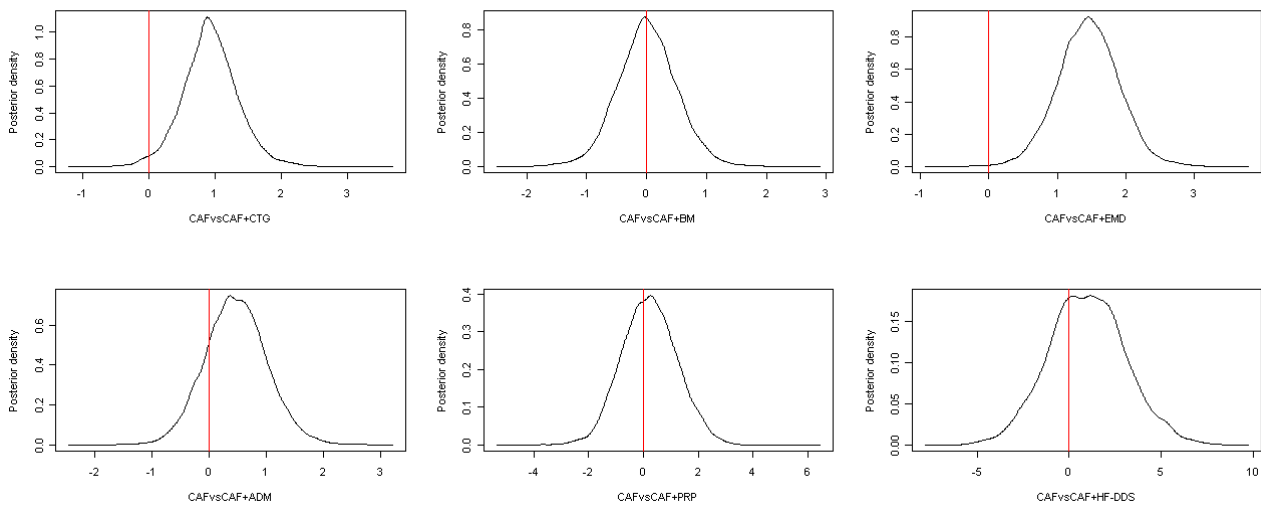 Posterior density
0.0 0.2 0.4 0.6 0.8 1.0
-1 0 1 2 3
CAFvsCAF+CTG
Posterior density
0.0 0.2 0.4 0.6 0.8
-2 -1 0 1 2 3
CAFvsCAF+BM
Posterior density
0.0 0.2 0.4 0.6 0.8
-1 0 1 2 3
CAFvsCAF+EMD
Posterior density
0.0 0.2 0.4 0.6
-2 -1 0 1 2 3
CAFvsCAF+ADM
Posterior density
0.0 0.1 0.2 0.3 0.4
-4 -2 0 2 4 6
CAFvsCAF+PRP
Posterior density
0.00 0.05 0.10 0.15
-5 0 5 10
CAFvsCAF+HF-DDS